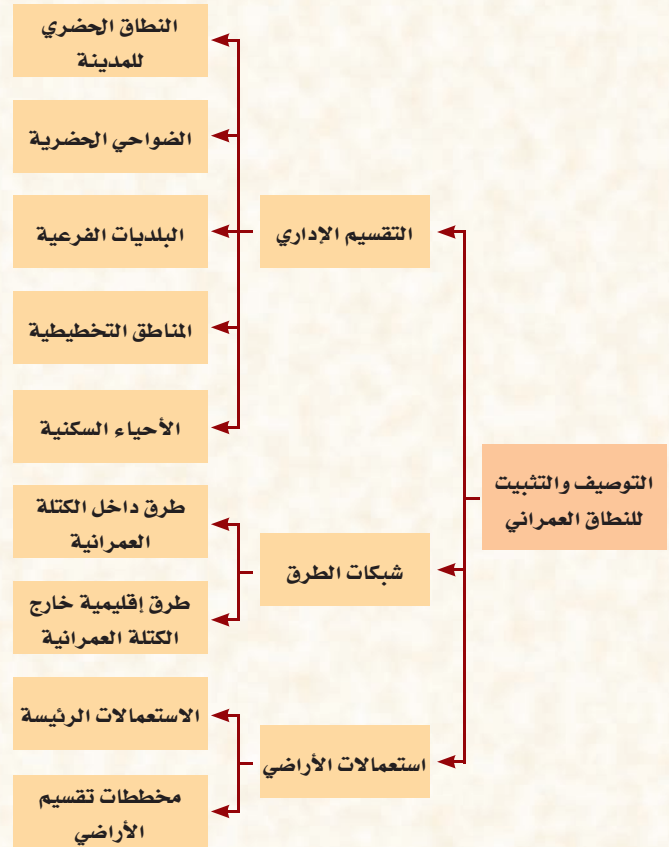 التوصيف والتثبيت
للنطاق العمراني
التقسيم الإداري
النطاق الحضري
للمدينة
الضواحي الحضرية
البلديات الفرعية
المناطق التخطيطية
الأحياء السكنية
شبكات الطرق
طرق داخل الكتلة
العمرانية
طرق إقليمية خارج
الكتلة العمرانية
استعمالات الأراضي
الاستعمالات الرئيسة
مخططات تقسيم
الأراضي